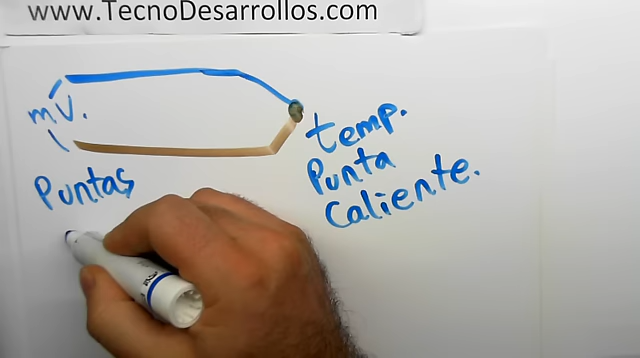 www.TecnoDesarrollos.com
mV.
temp.
Punta
Caliente.
Puntas